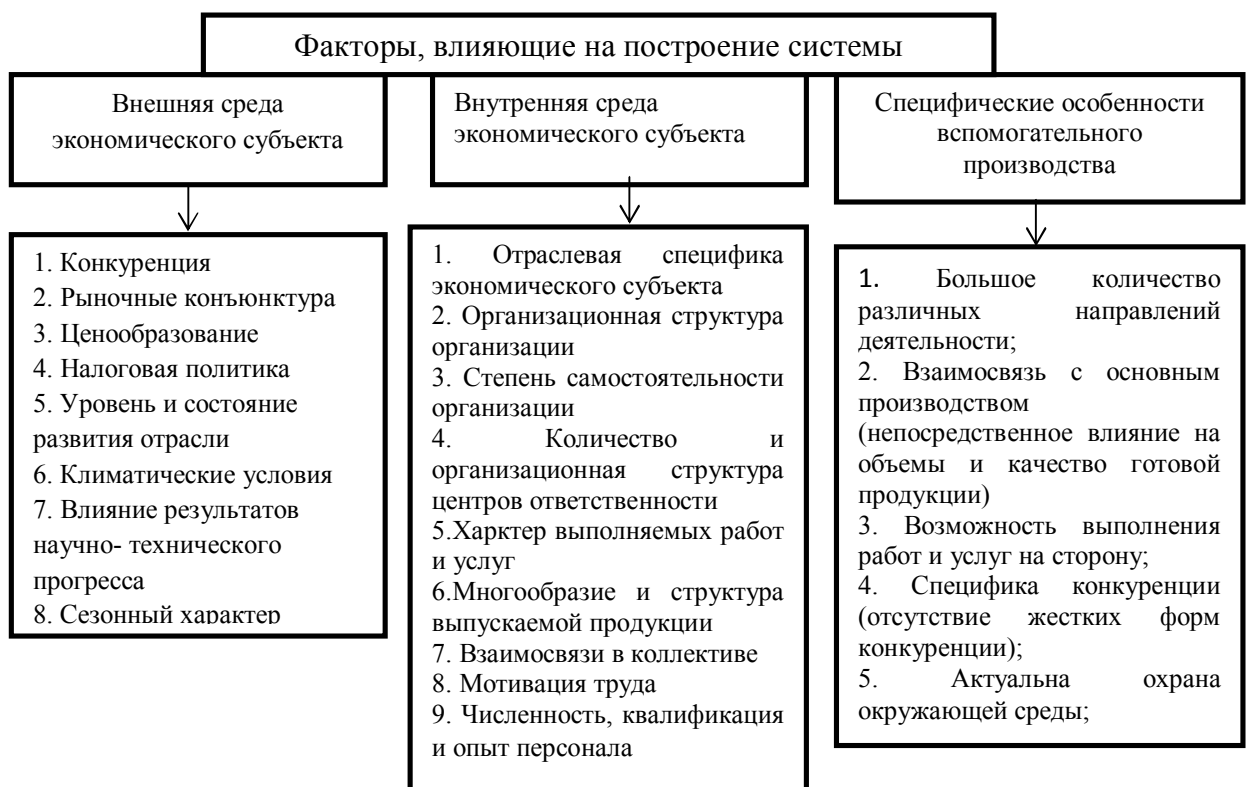 Факторы, влияющие на построение системы
Внешняя среда
экономического субъекта
Внутренняя среда
экономического субъекта
Специфические особенности
вспомогательного
производства
1. Конкуренция
2. Рыночные конъюнктура
3. Ценообразование
4. Налоговая политика
5. Уровень и состояние
развития отрасли
6. Климатические условия
7. Влияние результатов
научно- технического
прогресса
8. Сезонный характер
1. Отраслевая специфика
экономического субъекта
2. Организационная структура
организации
3. Степень самостоятельности
организации
4. Количество и
организационная структура
центров ответственности
5.Харктер выполняемых работ
и услуг
6.Многообразие и структура
выпускаемой продукции
7. Взаимосвязи в коллективе
8. Мотивация труда
9. Численность, квалификация
и опыт персонала
1. Большое количество
различных направлений
деятельности;
2. Взаимосвязь с основным
производством
(непосредственное влияние на
объемы и качество готовой
продукции)
3. Возможность выполнения
работ и услуг на сторону;
4. Специфика конкуренции
(отсутствие жестких форм
конкуренции);
5. Актуальна охрана
окружающей среды;